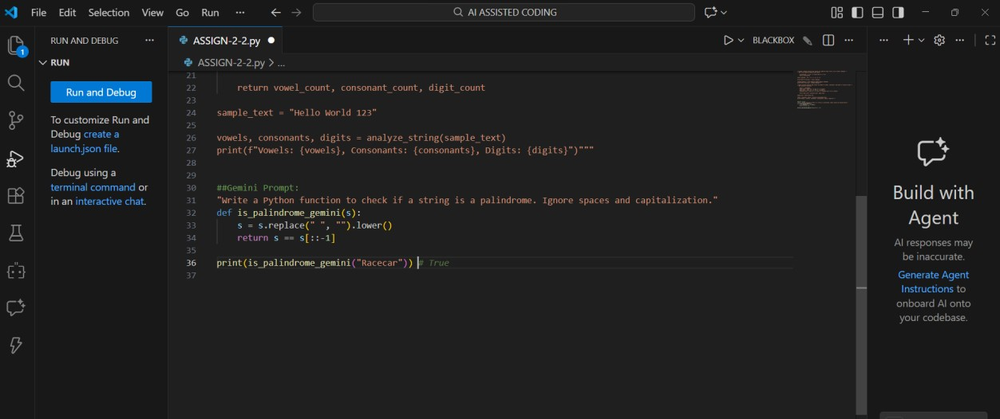 File Edit Selection View Go Run ... AI ASSISTED CODING
RUN AND DEBUG ...
RUN
Run and Debug
To customize Run and
Debug create a
launch.json file.
Debug using a
terminal command or
in an interactive chat.
1
ASSIGN-2-2.py
BLACKBOX
ASSIGN-2-2.py > ...
21
22 return vowel_count, consonant_count, digit_count
23
24 sample_text = "Hello World 123"
25
26 vowels, consonants, digits = analyze_string(sample_text)
27 print(f"Vowels: {vowels}, Consonants: {consonants}, Digits: {digits}")"""
28
29
30 ##Gemini Prompt:
31 "Write a Python function to check if a string is a palindrome. Ignore spaces and capitalization."
32 def is_palindrome_gemini(s):
33     s = s.replace(" ", "").lower()
34     return s == s[::-1]
35
36 print(is_palindrome_gemini("Racecar")) # True
37
Build with
Agent
AI responses may
be inaccurate.
Generate Agent
Instructions to
onboard AI onto
your codebase.